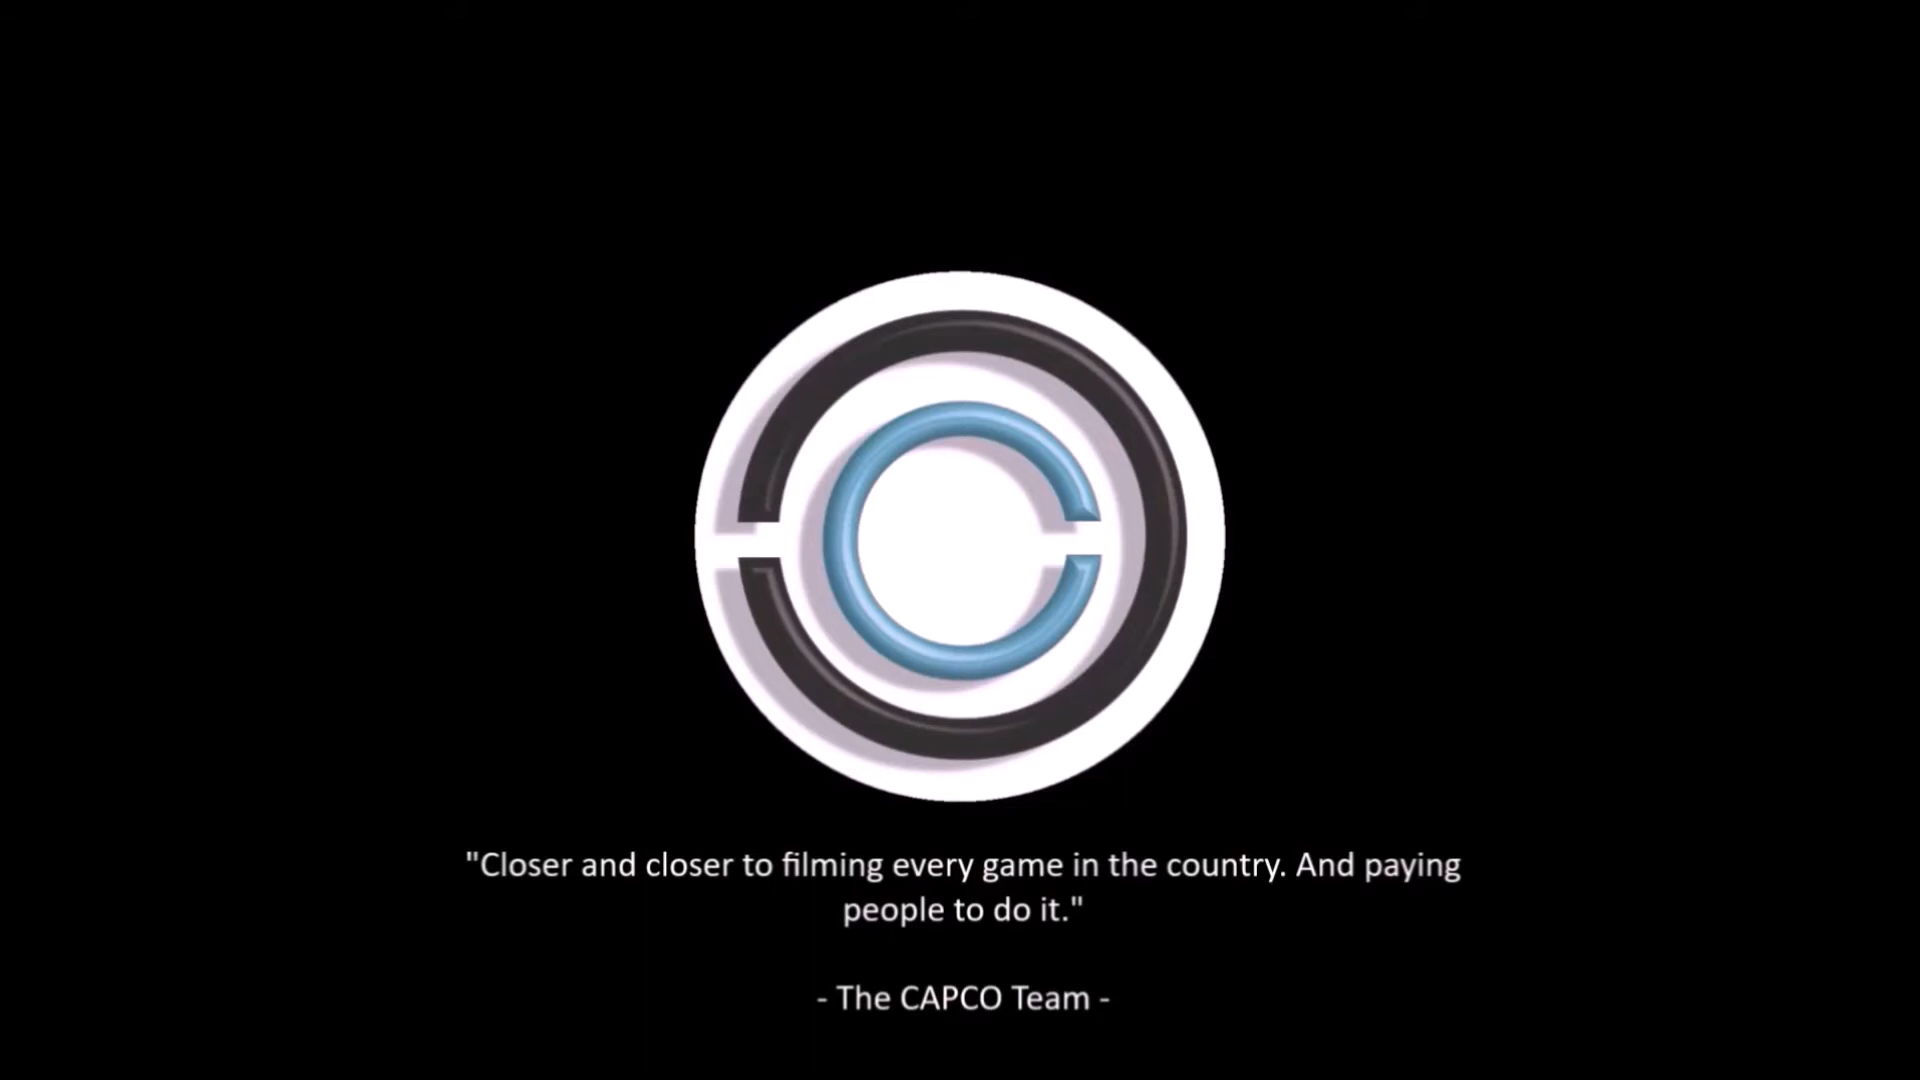 "Closer and closer to filming every game in the country. And paying
people to do it."
- The CAPCO Team -